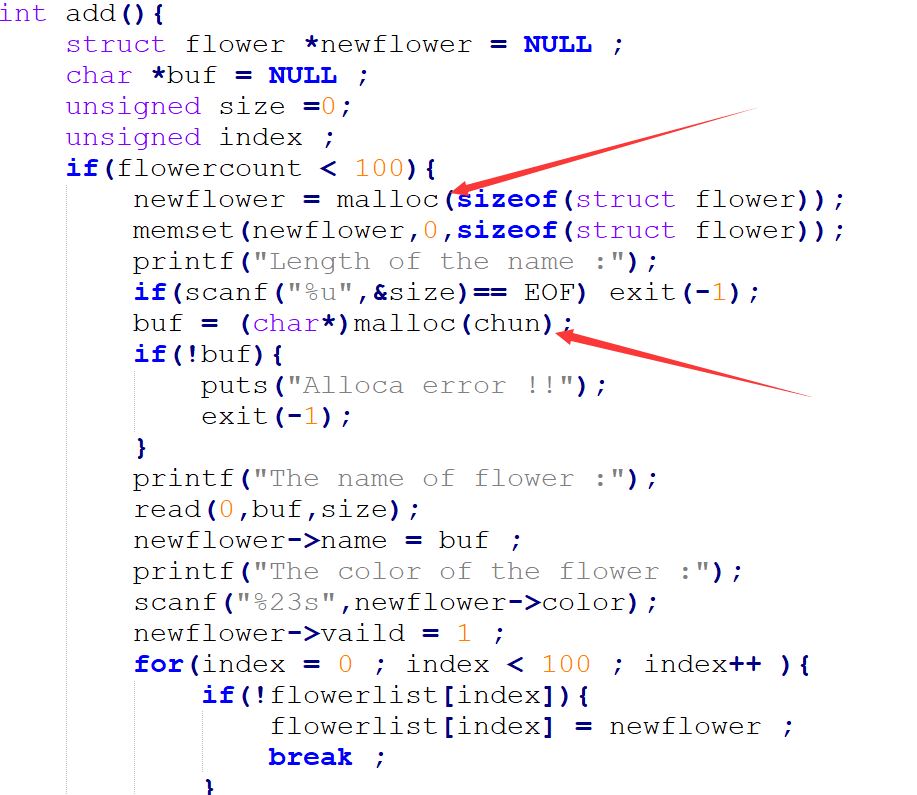 int add(){
struct flower *newflower = NULL ;
char *buf = NULL ;
unsigned size =0;
unsigned index ;
if(flowercount < 100){
newflower = malloc(sizeof(struct flower));
memset(newflower,0,sizeof(struct flower));
printf("Length of the name :");
if(scanf("%u",&size)== EOF) exit(-1);
buf = (char*)malloc(chun);
if(!buf){
puts("Alloca error !!");
exit(-1);
}
printf("The name of flower :");
read(0,buf,size);
newflower->name = buf ;
printf("The color of the flower :");
scanf("%23s",newflower->color);
newflower->vaild = 1 ;
for(index = 0 ; index < 100 ; index++ ){
if(!flowerlist[index]){
flowerlist[index] = newflower ;
break ;
}